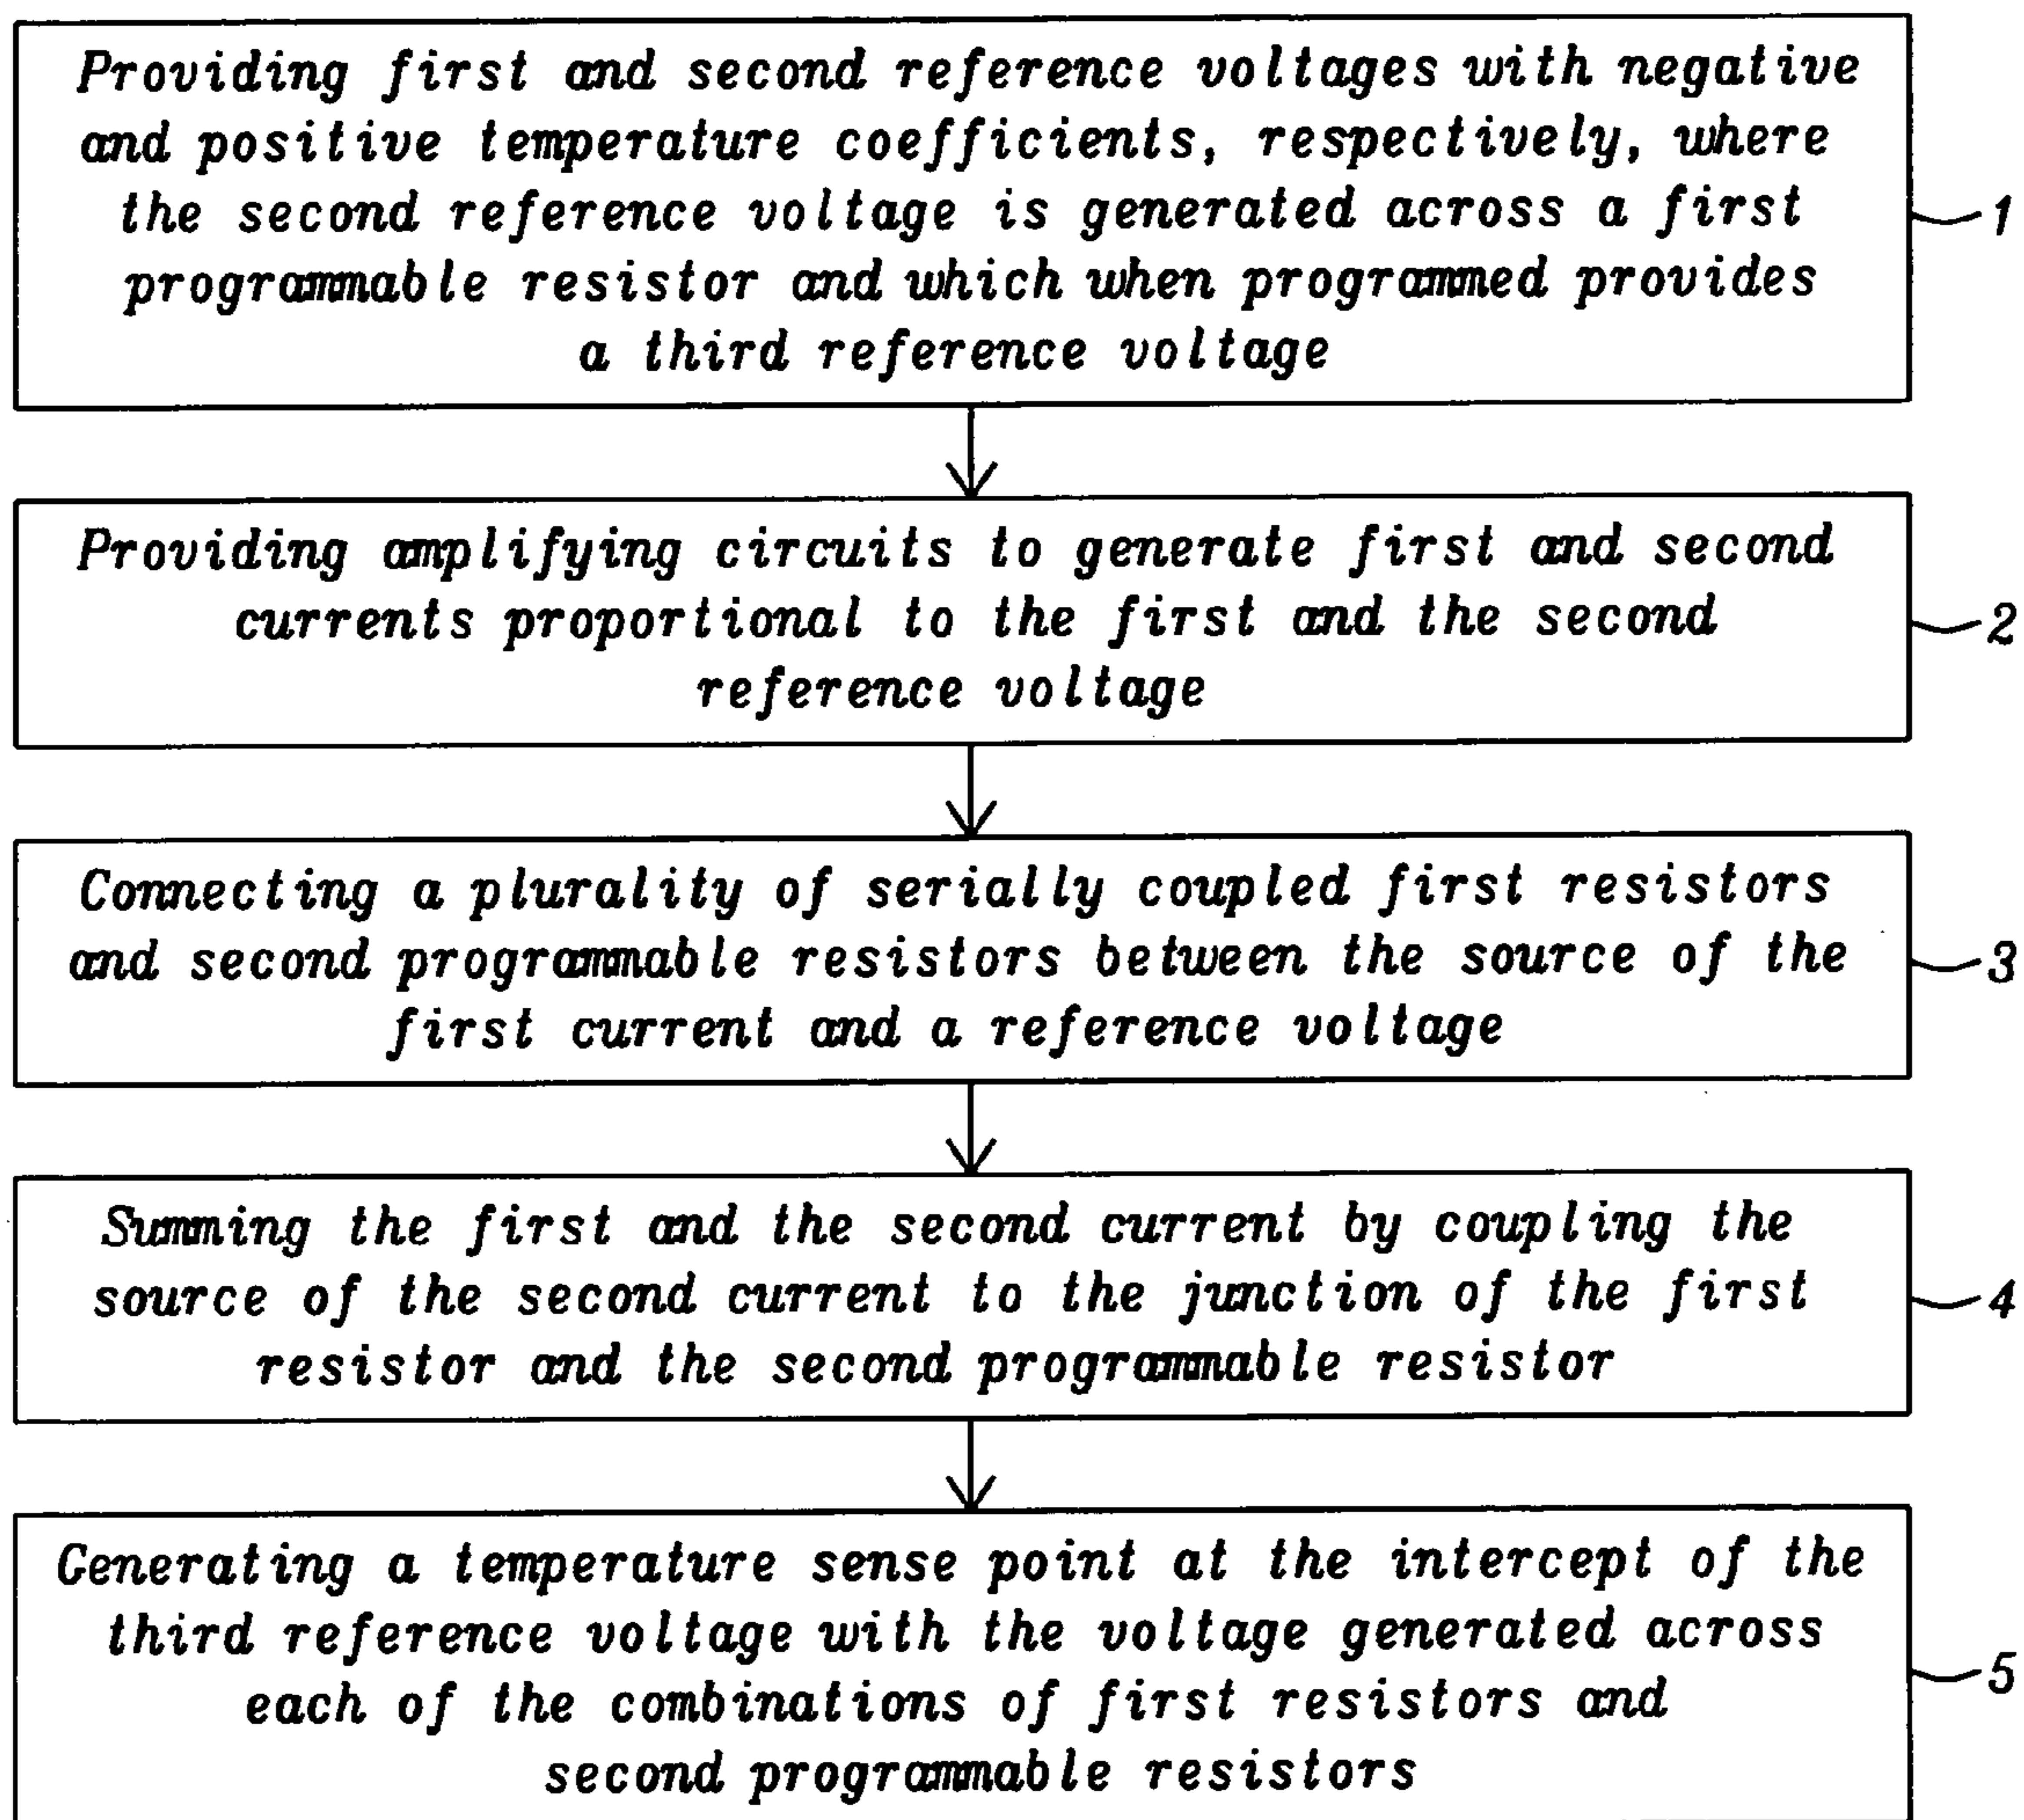 Providing first and second reference voltages with negative
and positive temperature coefficients, respectively, where
the second reference voltage is generated across a first
programmable resistor and which when programmed provides
a third reference voltage
1
Providing amplifying circuits to generate first and second
currents proportional to the first and the second
reference voltage
2
Connecting a plurality of serially coupled first resistors
and second programmable resistors between the source of the
first current and a reference voltage
3
Summing the first and the second current by coupling the
source of the second current to the junction of the first
resistor and the second programmable resistor
4
Generating a temperature sense point at the intercept of the
third reference voltage with the voltage generated across
each of the combinations of first resistors and
second programmable resistors
5